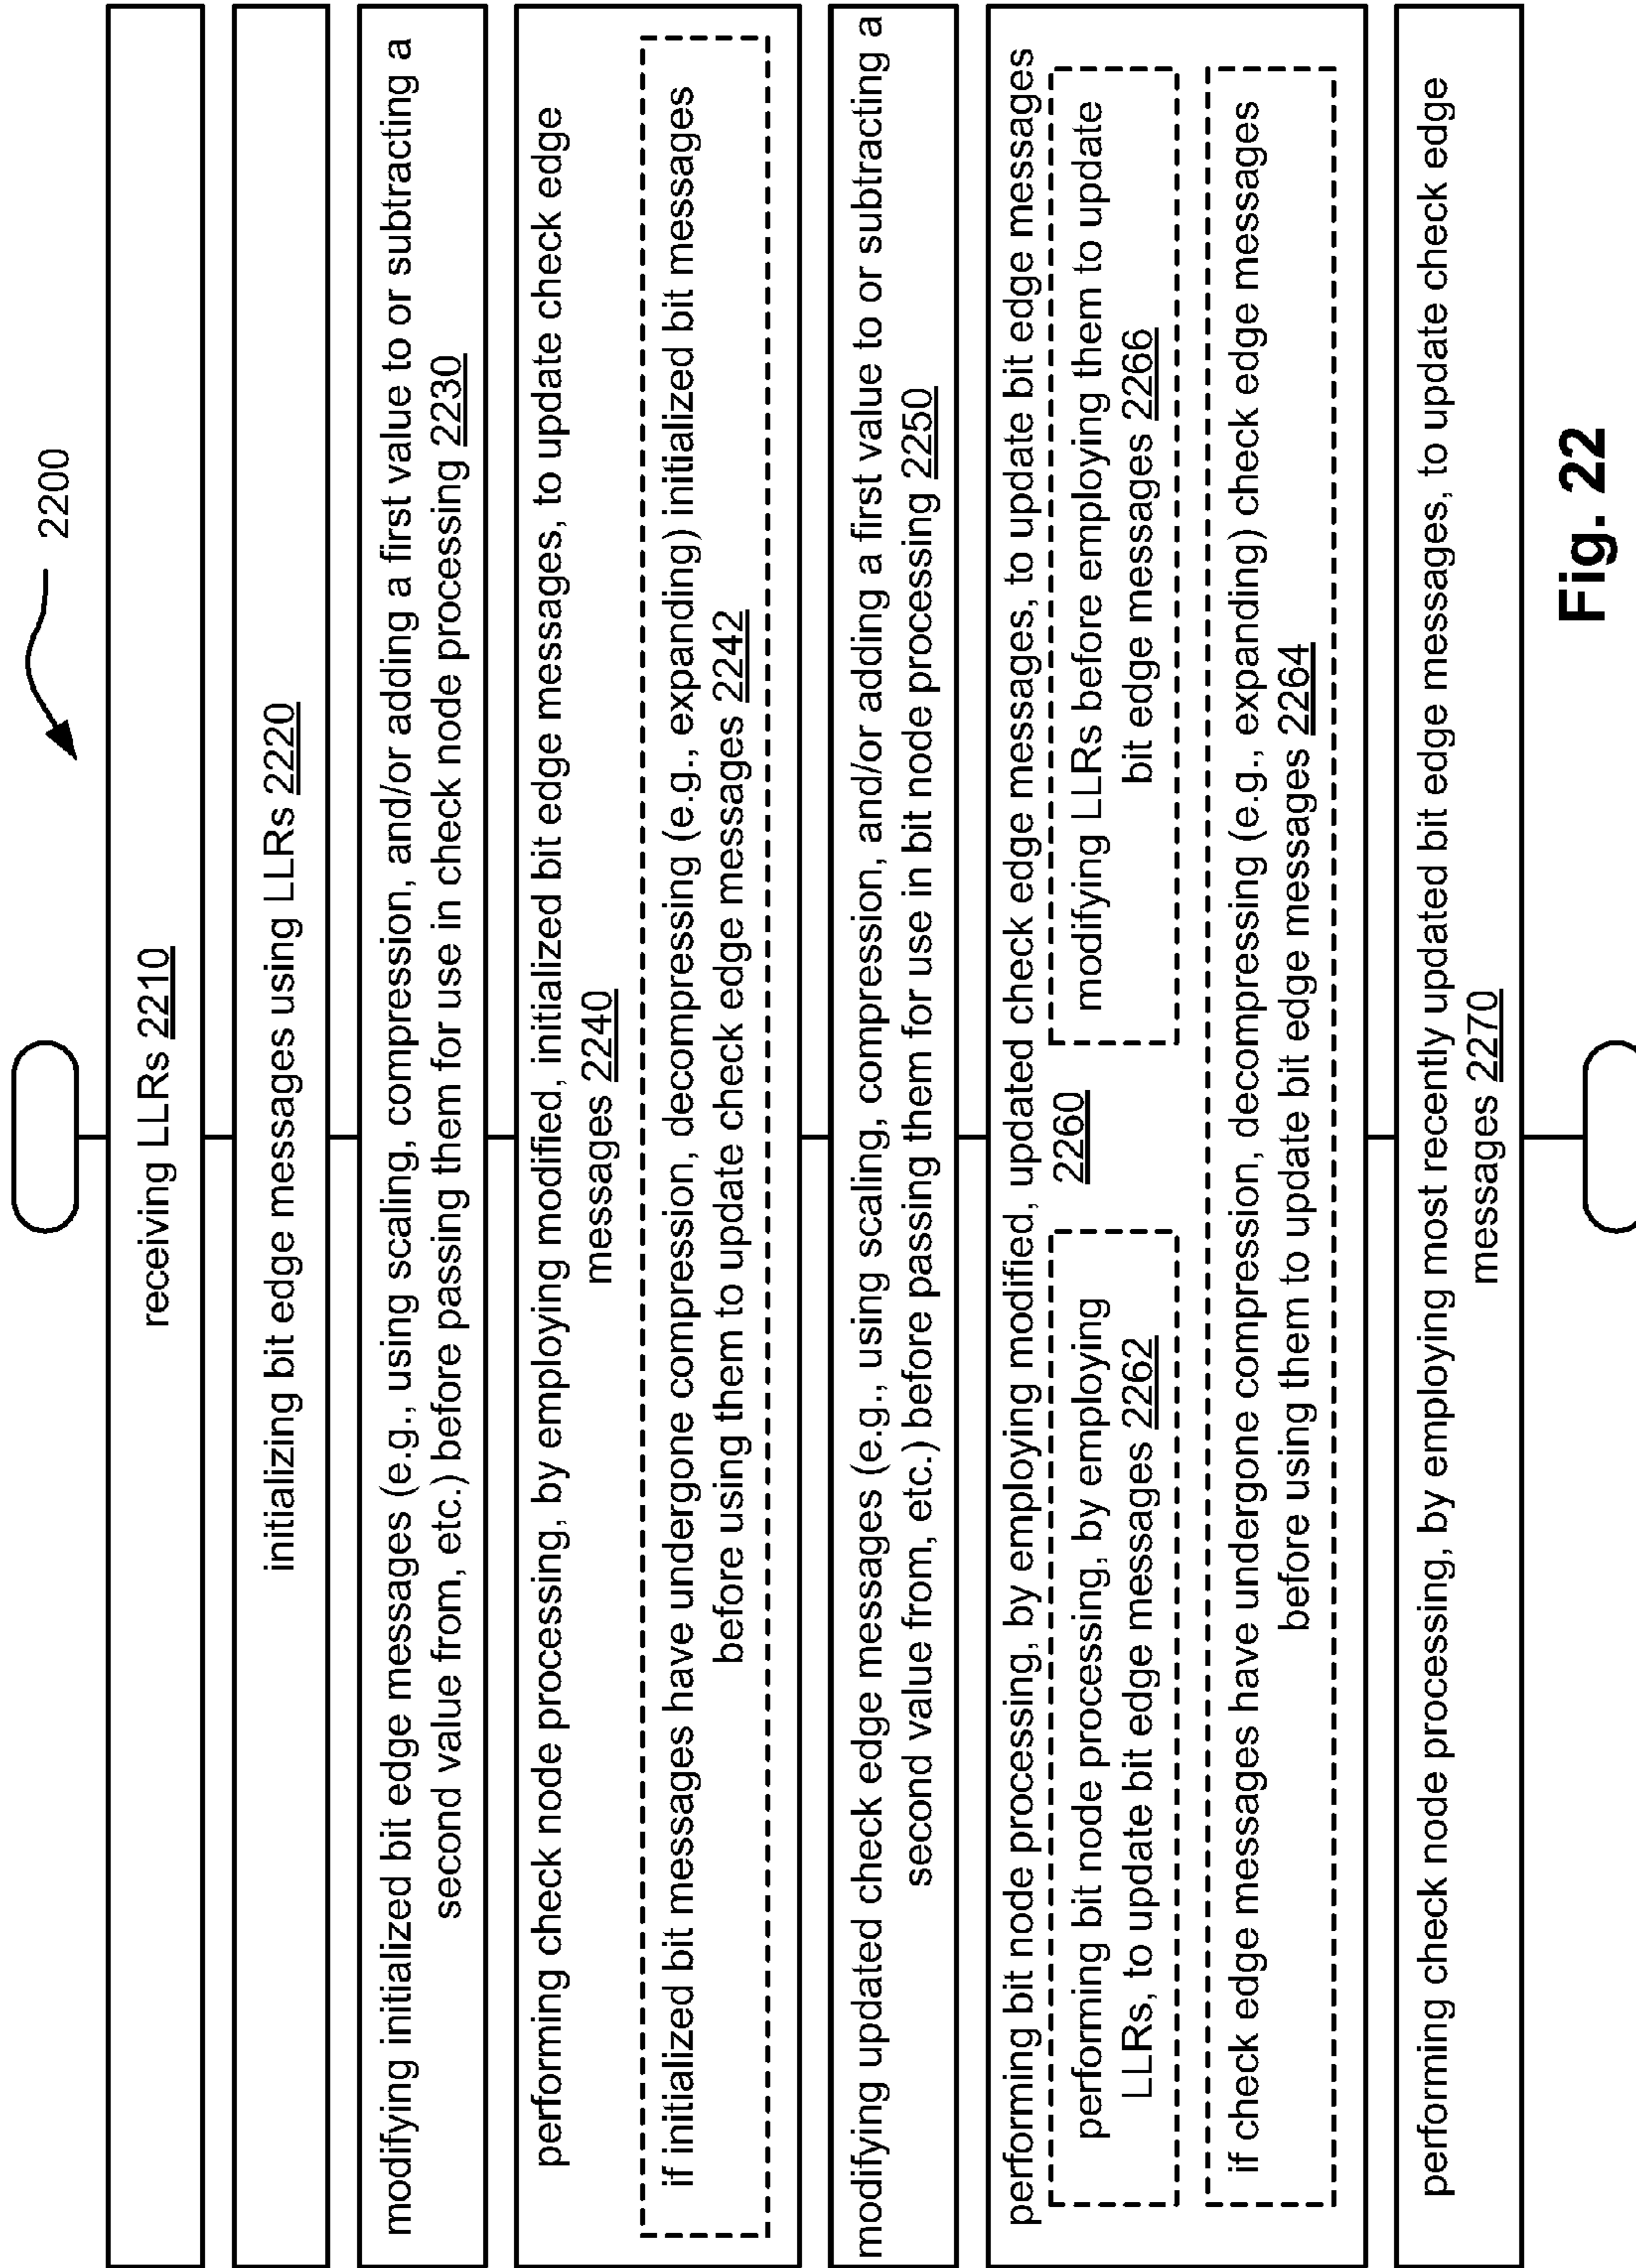 2200
receiving LLRs 2210
initializing bit edge messages using LLRs 2220
modifying initialized bit edge messages (e.g., using scaling, compression, and/or adding a first value to or subtracting a
second value from, etc.) before passing them for use in check node processing 2230
performing check node processing, by employing modified, initialized bit edge messages, to update check edge
messages 2240
if initialized bit messages have undergone compression, decompressing (e.g., expanding) initialized bit messages
before using them to update check edge messages 2242
modifying updated check edge messages (e.g., using scaling, compression, and/or adding a first value to or subtracting a
second value from, etc.) before passing them for use in bit node processing 2250
performing bit node processing, by employing modified, updated check edge messages, to update bit edge messages
2260
performing bit node processing, by employing
LLRs, to update bit edge messages 2262
modifying LLRs before employing them to update
bit edge messages 2266
if check edge messages have undergone compression, decompressing (e.g., expanding) check edge messages
before using them to update bit edge messages 2264
performing check node processing, by employing most recently updated bit edge messages, to update check edge
messages 2270
Fig. 22